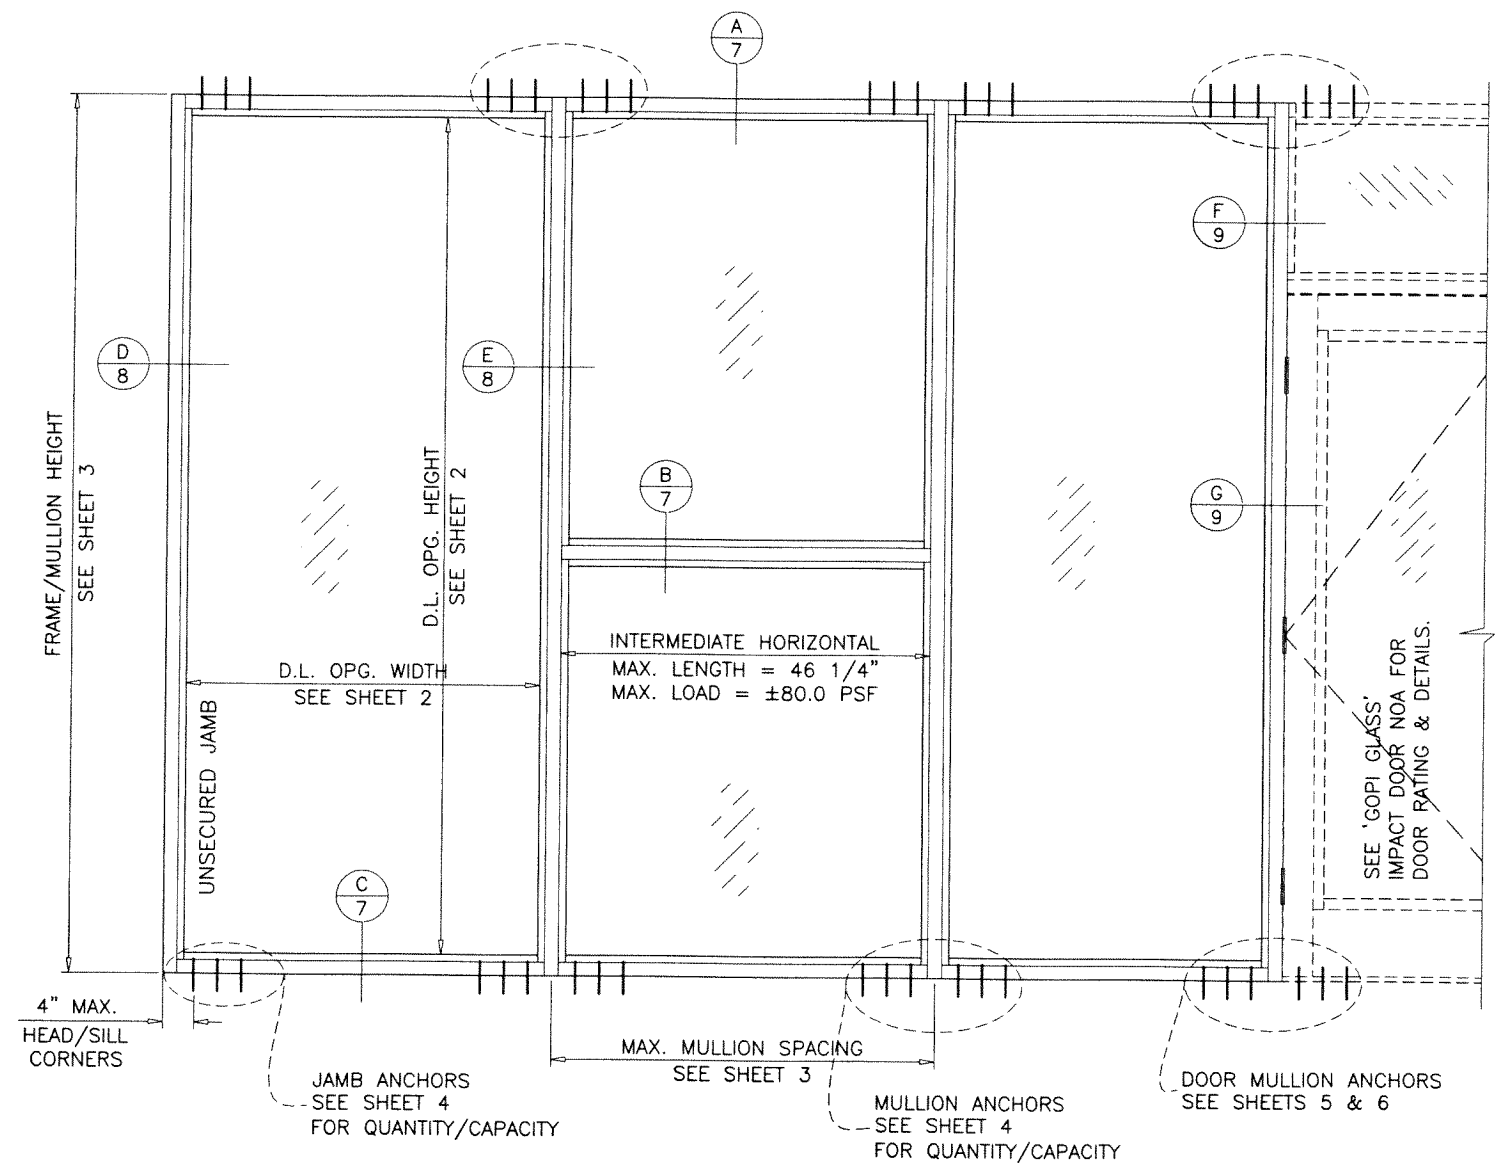 A
7
F
9
D
8
E
8
FRAME/MULLION HEIGHT
SEE SHEET 3
D.L. OPG. HEIGHT
SEE SHEET 2
B
7
G
9
INTERMEDIATE HORIZONTAL
MAX. LENGTH = 46 1/4"
MAX. LOAD = ±80.0 PSF
D.L. OPG. WIDTH
SEE SHEET 2
UNSECURED JAMB
SEE 'GOPI GLASS'
IMPACT DOOR NOA FOR
DOOR RATING & DETAILS.
C
7
4" MAX.
HEAD/SILL
CORNERS
MAX. MULLION SPACING
SEE SHEET 3
JAMB ANCHORS
SEE SHEET 4
FOR QUANTITY/CAPACITY
MULLION ANCHORS
SEE SHEET 4
FOR QUANTITY/CAPACITY
DOOR MULLION ANCHORS
SEE SHEETS 5 & 6